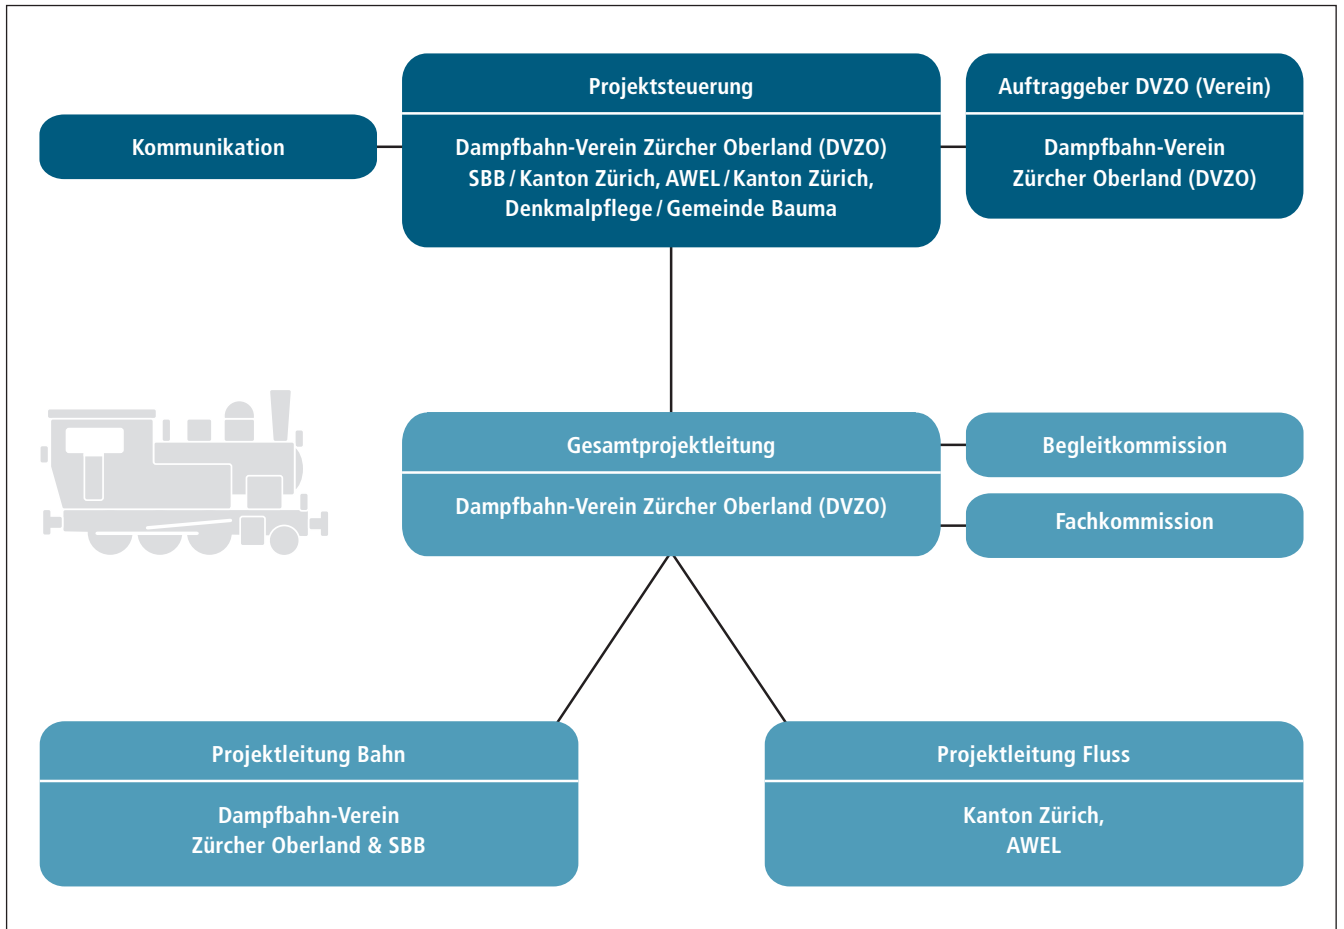 Projektsteuerung
Auftraggeber DVZO (Verein)
Kommunikation
Dampfbahn-Verein Zürcher Oberland (DVZO)
SBB / Kanton Zürich, AWEL / Kanton Zürich,
Denkmalpflege / Gemeinde Bauma
Dampfbahn-Verein
Zürcher Oberland (DVZO)
Gesamtprojektleitung
Dampfbahn-Verein Zürcher Oberland (DVZO)
Begleitkommission
Fachkommission
Projektleitung Bahn
Dampfbahn-Verein
Zürcher Oberland & SBB
Projektleitung Fluss
Kanton Zürich,
AWEL